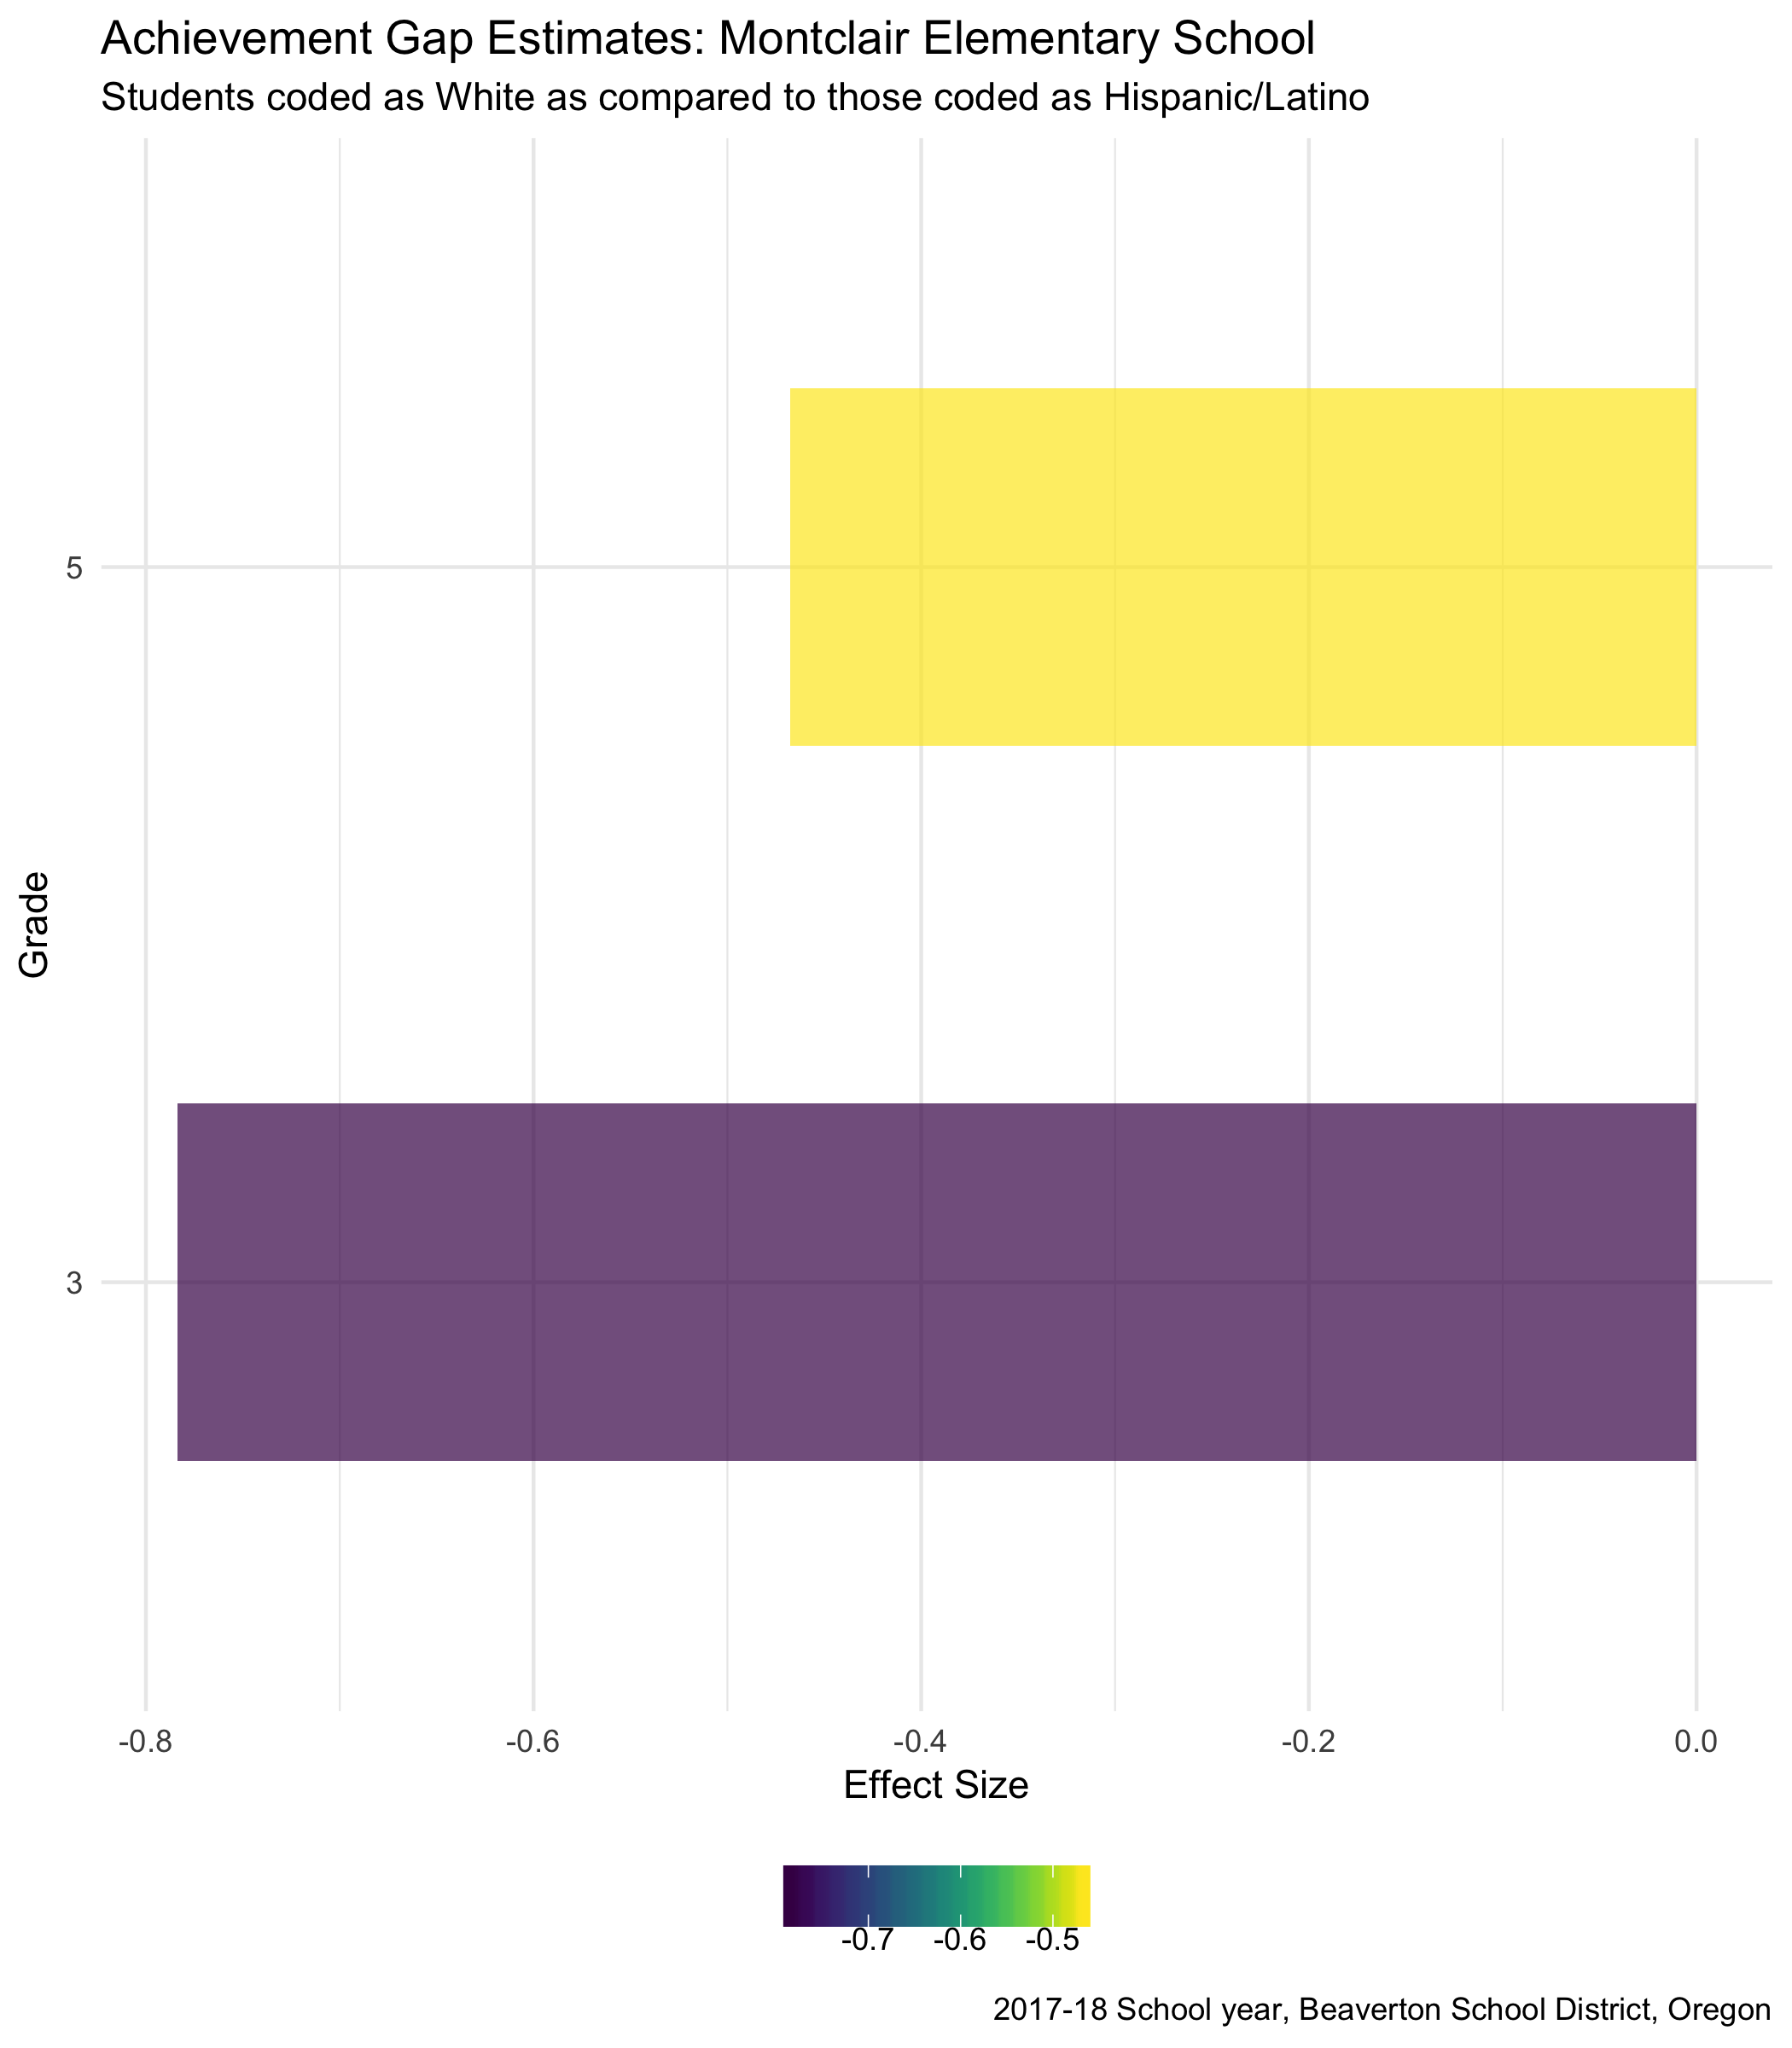 Achievement Gap Estimates: Montclair Elementary School
Students coded as White as compared to those coded as Hispanic/Latino
5
Grade
3
-0.8 -0.6 -0.4 -0.2 0.0
Effect Size
-0.7 -0.6 -0.5
2017-18 School year, Beaverton School District, Oregon